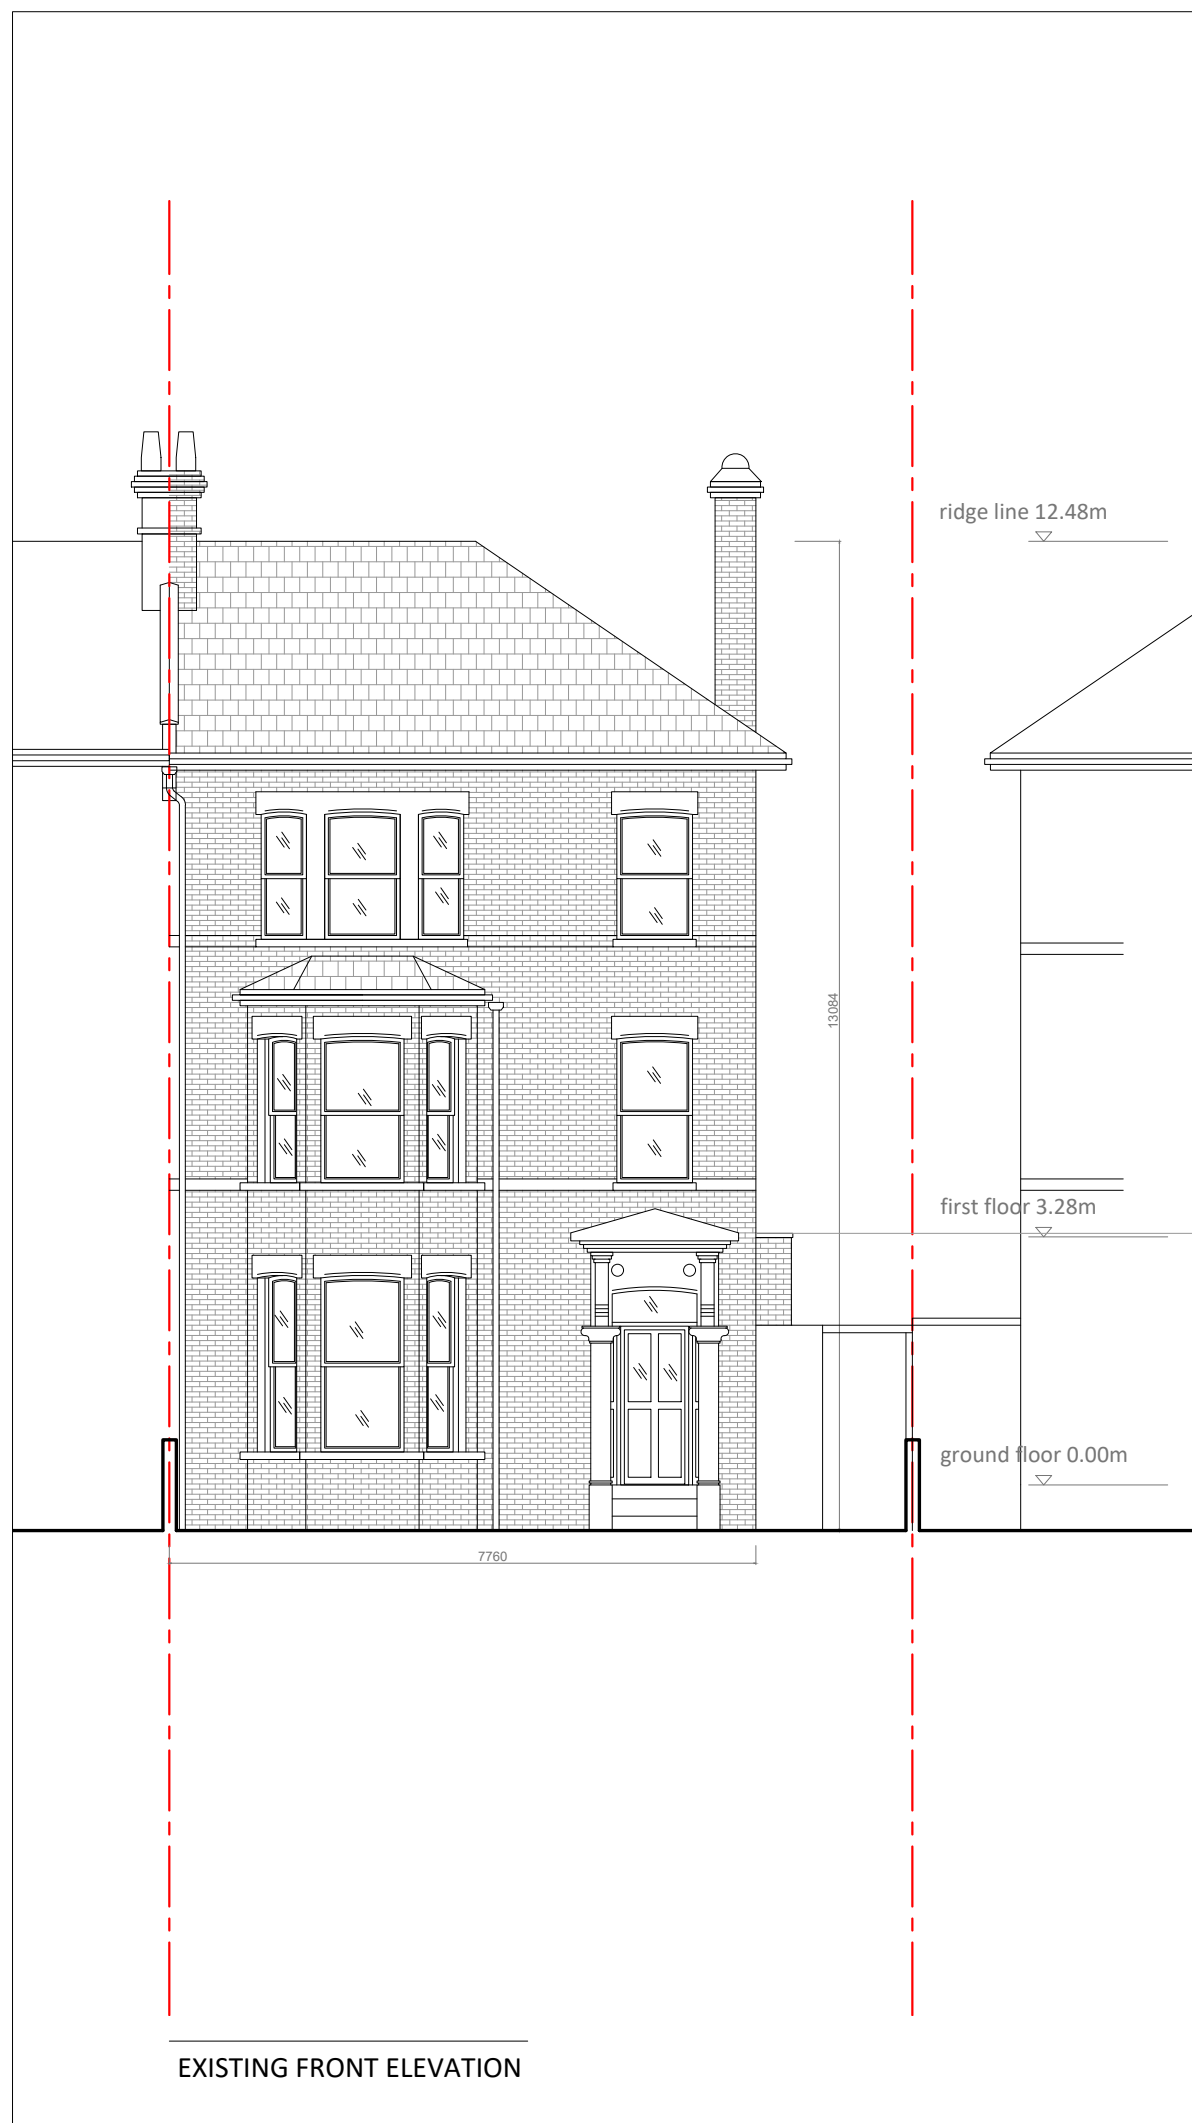 ridge line 12.48m
13084
first floor 3.28m
ground floor 0.00m
7760
EXISTING FRONT ELEVATION